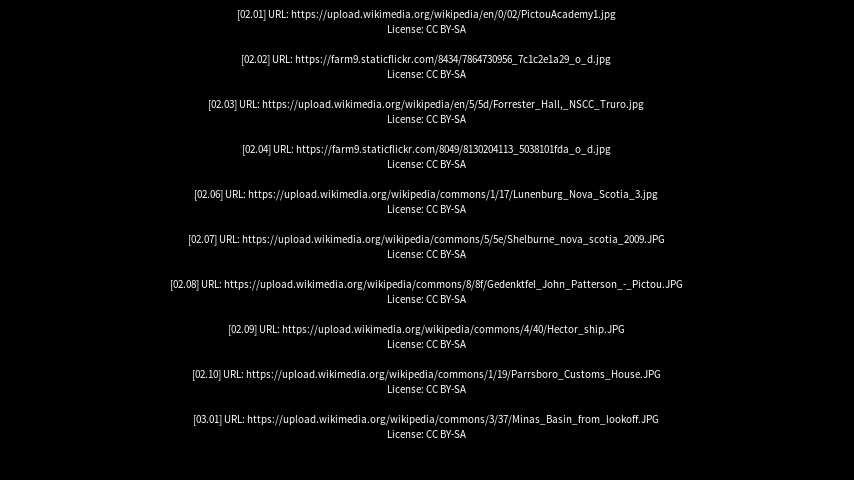 [02.01] URL: https://upload.wikimedia.org/wikipedia/en/0/02/PictouAcademy1.jpg
License: CC BY-SA
[02.02] URL: https://farm9.staticflickr.com/8434/7864730956_7c1c2e1a29_o_d.jpg
License: CC BY-SA
[02.03] URL: https://upload.wikimedia.org/wikipedia/en/5/5d/Forrester_Hall,_NSCC_Truro.jpg
License: CC BY-SA
[02.04] URL: https://farm9.staticflickr.com/8049/8130204113_5038101fda_o_d.jpg
License: CC BY-SA
[02.06] URL: https://upload.wikimedia.org/wikipedia/commons/1/17/Lunenburg_Nova_Scotia_3.jpg
License: CC BY-SA
[02.07] URL: https://upload.wikimedia.org/wikipedia/commons/5/5e/Shelburne_nova_scotia_2009.JPG
License: CC BY-SA
[02.08] URL: https://upload.wikimedia.org/wikipedia/commons/8/8f/Gedenktfel_John_Patterson_-_Pictou.JPG
License: CC BY-SA
[02.09] URL: https://upload.wikimedia.org/wikipedia/commons/4/40/Hector_ship.JPG
License: CC BY-SA
[02.10] URL: https://upload.wikimedia.org/wikipedia/commons/1/19/Parrsboro_Customs_House.JPG
License: CC BY-SA
[03.01] URL: https://upload.wikimedia.org/wikipedia/commons/3/37/Minas_Basin_from_lookoff.JPG
License: CC BY-SA